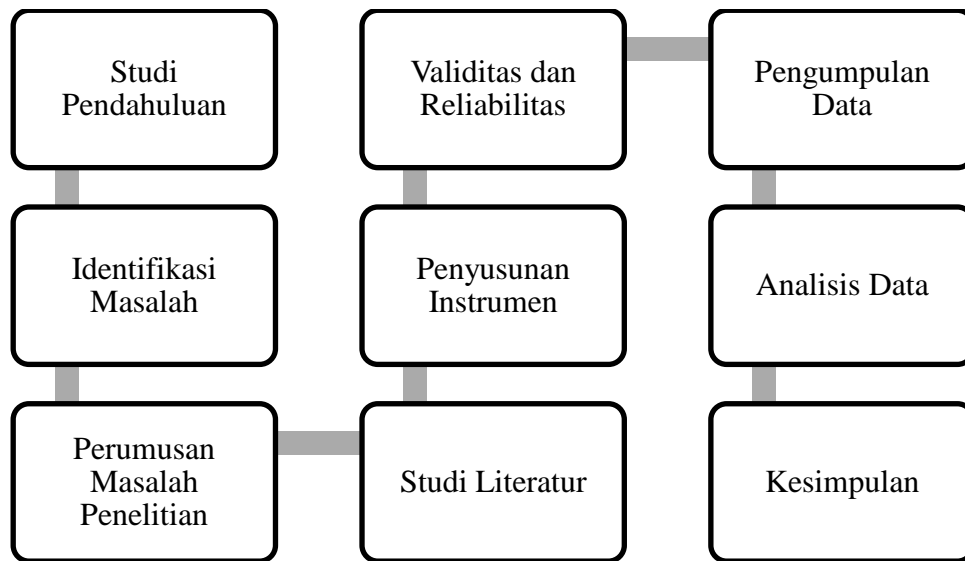 Studi
Pendahuluan
Identifikasi
Masalah
Perumusan
Masalah
Penelitian
Studi Literatur
Penyusunan
Instrumen
Validitas dan
Reliabilitas
Pengumpulan
Data
Analisis Data
Kesimpulan